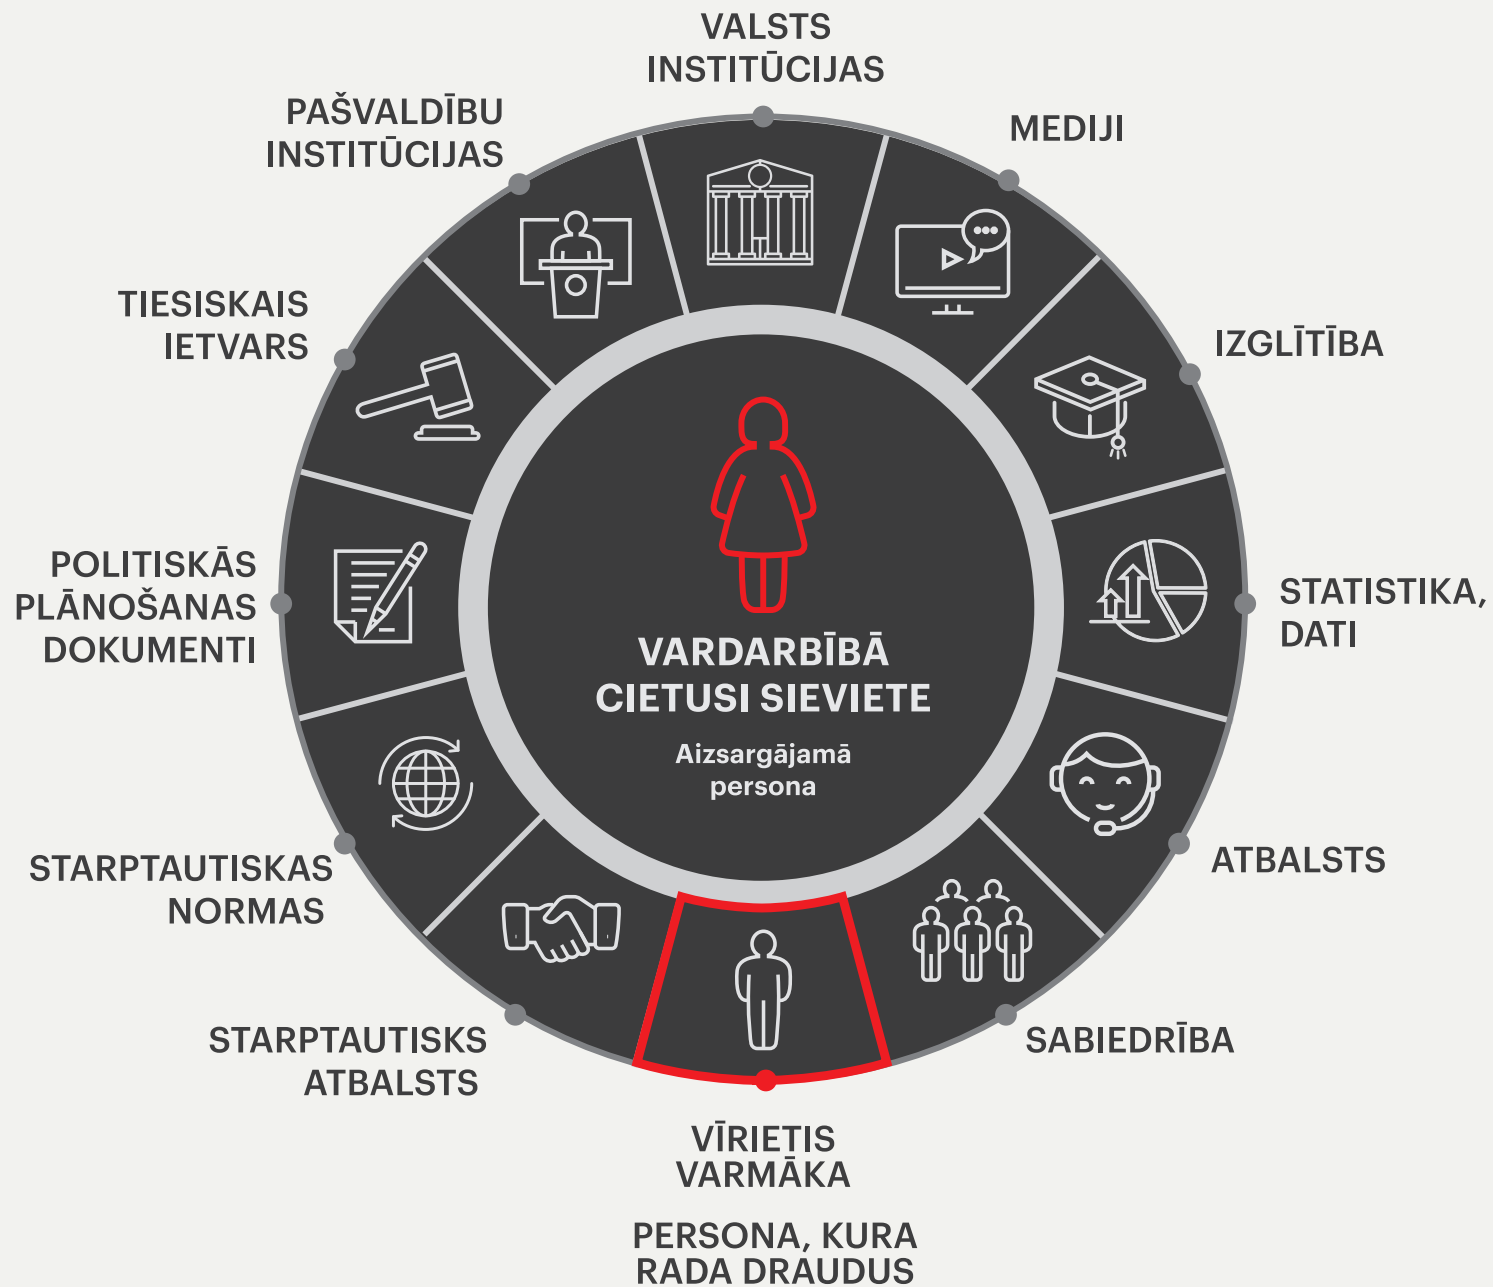 VALSTS
INSTITŪCIJAS
MEDIJI
IZGLĪTĪBA
STATISTIKA,
DATI
ATBALSTS
SABIEDRĪBA
VĪRIETIS
VARMĀKA
PERSONA, KURA
RADA DRAUDUS
STARPTAUTISKS
ATBALSTS
STARPTAUTISKAS
NORMAS
POLITISKĀS
PLĀNOŠANAS
DOKUMENTI
TIESISKAIS
IETVARS
PAŠVALDĪBU
INSTITŪCIJAS
VARDARBĪBĀ
CIETUSI SIEVIETE
Aizsargājamā
persona